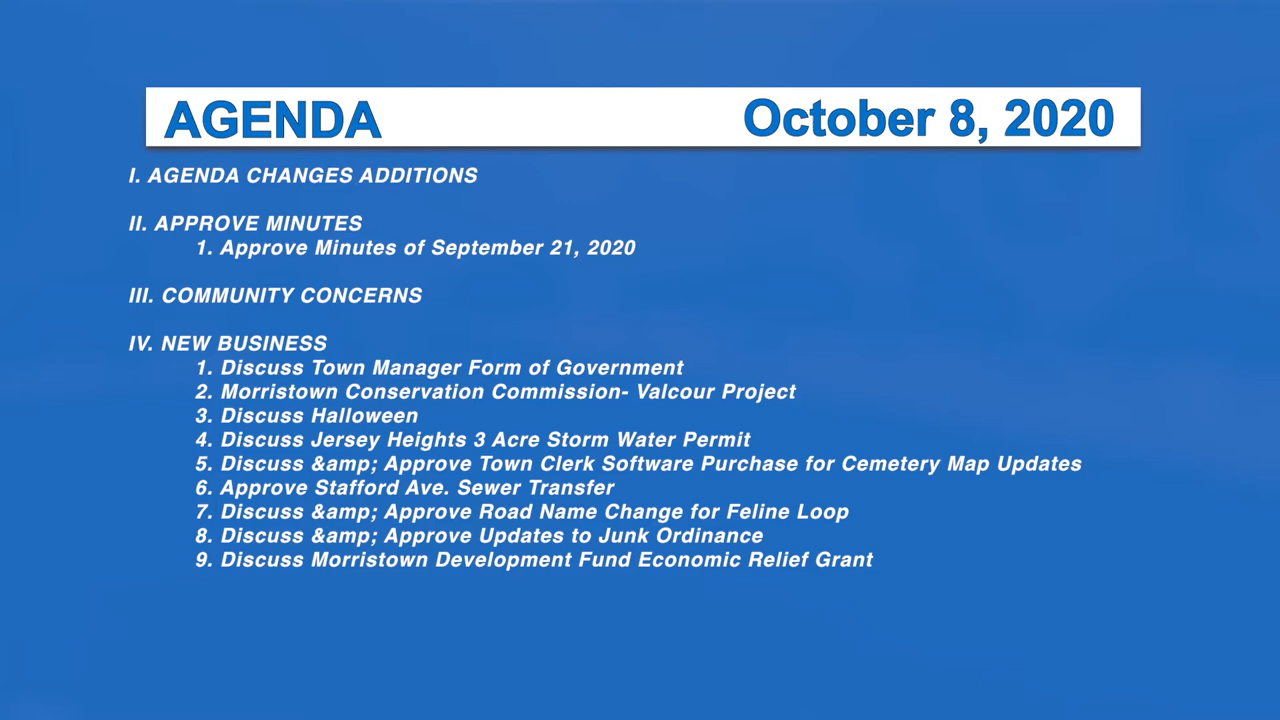 AGENDA October 8, 2020
I. AGENDA CHANGES ADDITIONS
II. APPROVE MINUTES
1. Approve Minutes of September 21, 2020
III. COMMUNITY CONCERNS
IV. NEW BUSINESS
1. Discuss Town Manager Form of Government
2. Morristown Conservation Commission- Valcour Project
3. Discuss Halloween
4. Discuss Jersey Heights 3 Acre Storm Water Permit
5. Discuss &amp; Approve Town Clerk Software Purchase for Cemetery Map Updates
6. Approve Stafford Ave. Sewer Transfer
7. Discuss &amp; Approve Road Name Change for Feline Loop
8. Discuss &amp; Approve Updates to Junk Ordinance
9. Discuss Morristown Development Fund Economic Relief Grant